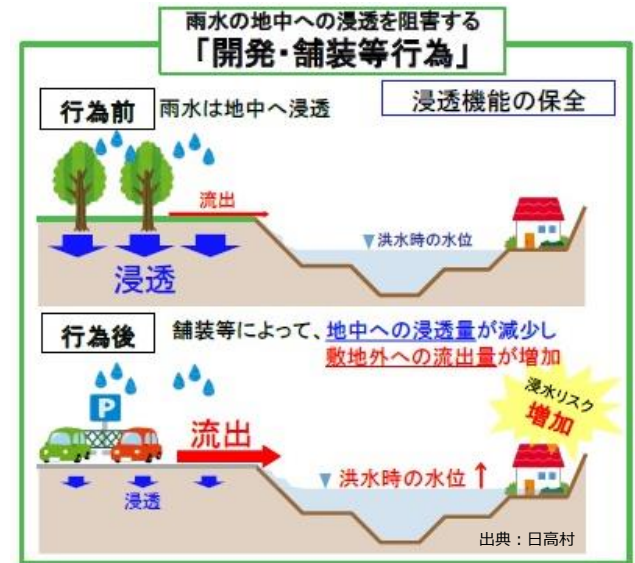 雨水の地中への浸透を阻害する
「開発・舗装等行為」
行為前
雨水は地中へ浸透
浸透機能の保全
流出
洪水時の水位
浸透
行為後
舗装等によって、地中への浸透量が減少し
敷地外への流出量が増加
浸水リスク
増加
P
流出
洪水時の水位↑
浸透
出典：日高村